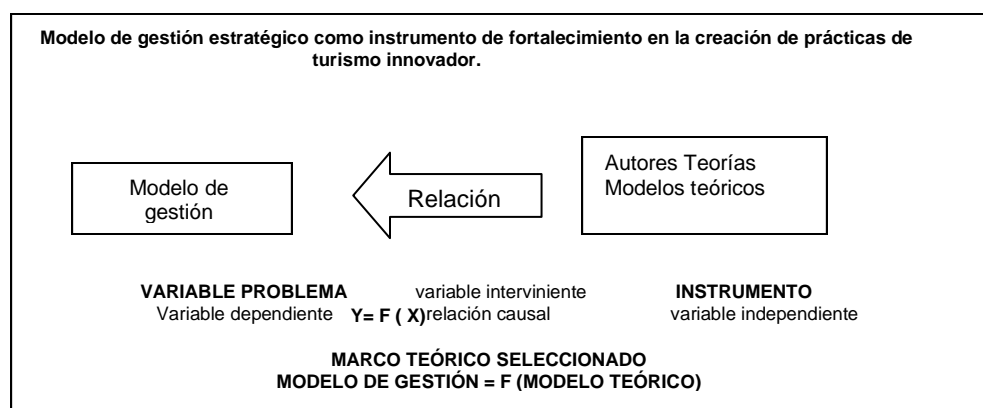 Modelo de gestión estratégico como instrumento de fortalecimiento en la creación de prácticas de
turismo innovador.
Modelo de
gestión
Relación
Autores Teorías
Modelos teóricos
VARIABLE PROBLEMA variable interviniente INSTRUMENTO
Variable dependiente Y= F ( X) relación causal variable independiente
MARCO TEÓRICO SELECCIONADO
MODELO DE GESTIÓN = F (MODELO TEÓRICO)